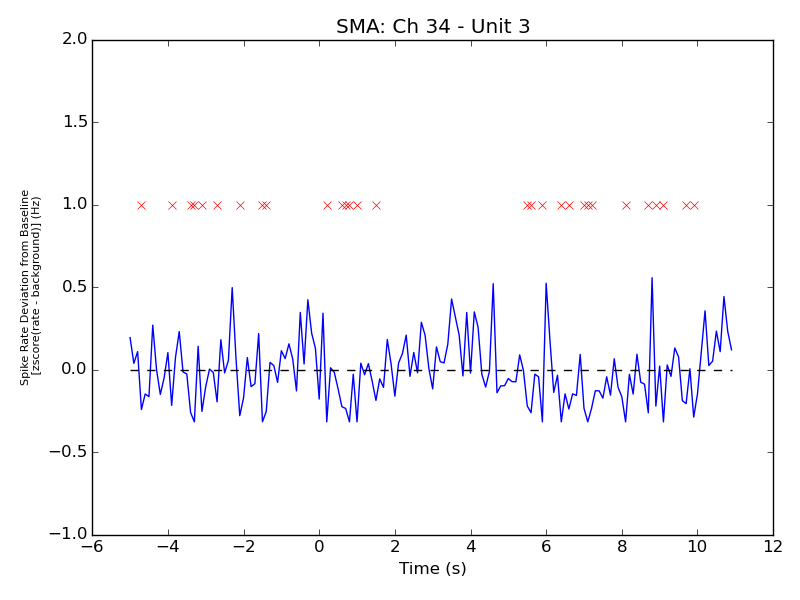 SMA: Ch 34 - Unit 3
2.0
1.5
1.0
0.5
0.0
−0.5
−1.0
Spike Rate Deviation from Baseline
[zscore(rate - background)] (Hz)
−6 −4 −2 0 2 4 6 8 10 12
Time (s)